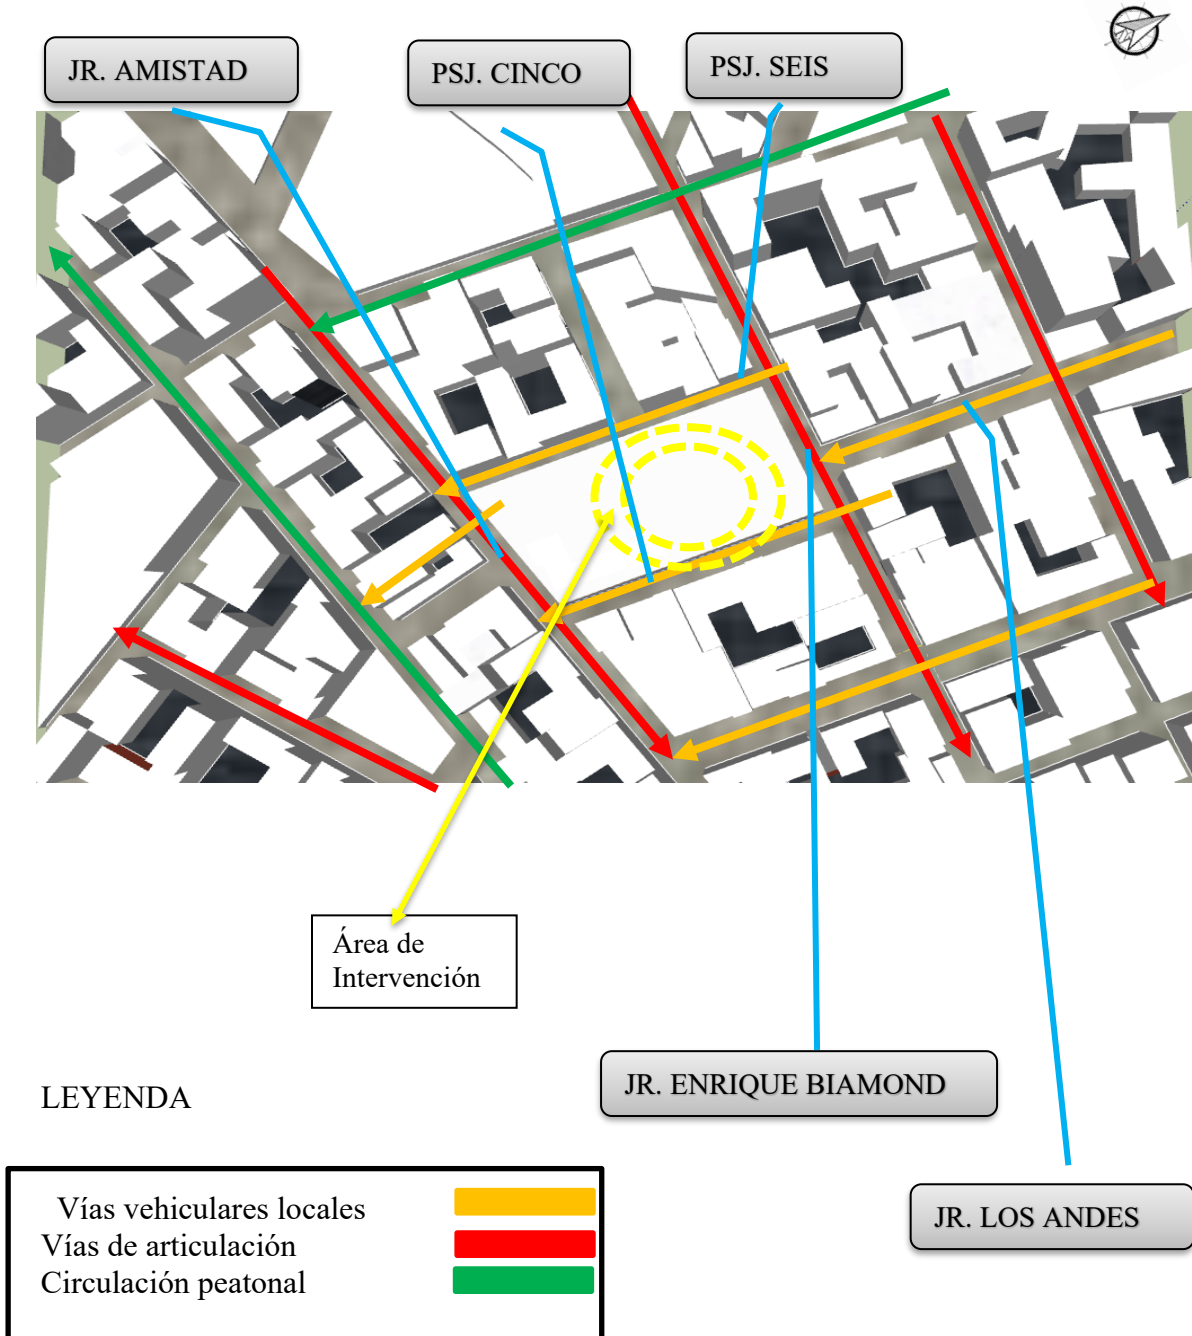 JR. AMISTAD
PSJ. CINCO
PSJ. SEIS
Área de
Intervención
JR. ENRIQUE BIAMOND
LEYENDA
JR. LOS ANDES
Vías vehiculares locales
Vías de articulación
Circulación peatonal